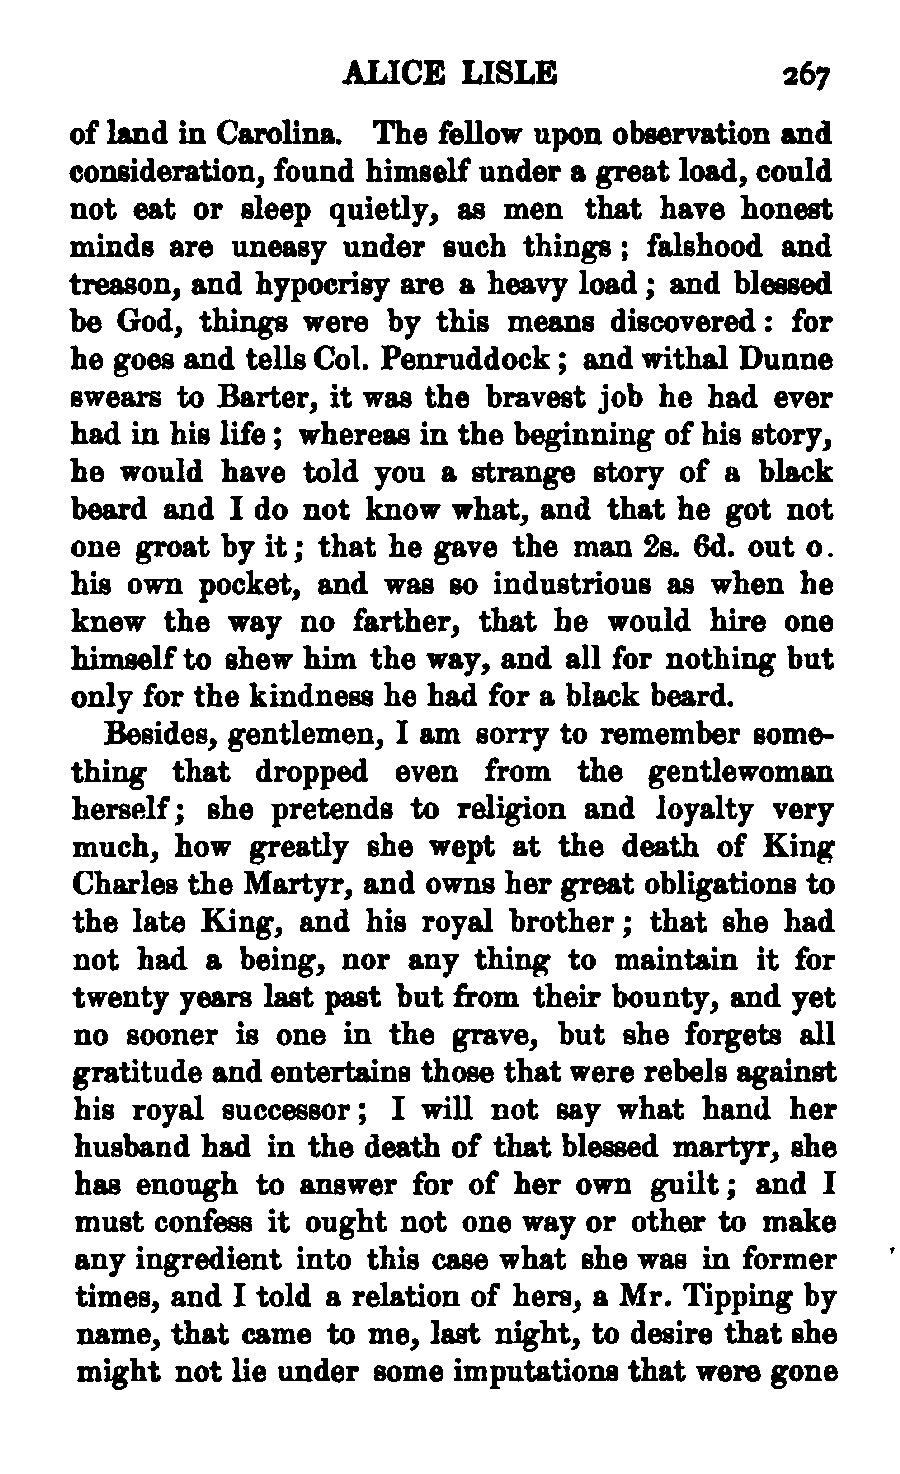 ALICE LISLE 267
of land in Carolina. The fellow upon observation and
consideration, found himself under a great load, could
not eat or sleep quietly, as men that have honest
minds are uneasy under such things ; falshood and
treason, and hypocrisy are a heavy load ; and blessed
be God, things were by this means discovered : for
he goes and tells Col. Penruddock ; and withal Dunne
swears to Barter, it was the bravest job he had ever
had in his life ; whereas in the beginning of his story,
he would have told you a strange story of a black
beard and I do not know what, and that he got not
one groat by it ; that he gave the man 2s. 6d. out o.
his own pocket, and was so industrious as when he
knew the way no farther, that he would hire one
himself to shew him the way, and all for nothing but
only for the kindness he had for a black beard.
Besides, gentlemen, I am sorry to remember some-
thing that dropped even from the gentlewoman
herself ; she pretends to religion and loyalty very
much, how greatly she wept at the death of King
Charles the Martyr, and owns her great obligations to
the late King, and his royal brother ; that she had
not had a being, nor any thing to maintain it for
twenty years last past but from their bounty, and yet
no sooner is one in the grave, but she forgets all
gratitude and entertains those that were rebels against
his royal successor ; I will not say what hand her
husband had in the death of that blessed martyr, she
has enough to answer for of her own guilt ; and I
must confess it ought not one way or other to make
any ingredient into this case what she was in former
times, and I told a relation of hers, a Mr. Tipping by
name, that came to me, last night, to desire that she
might not lie under some imputations that were gone